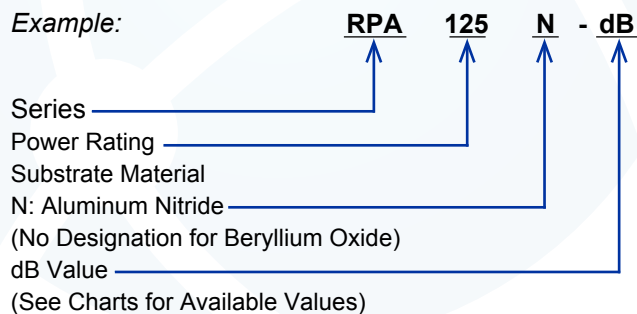 Example: RPA 125 N - dB
Series
Power Rating
Substrate Material
N: Aluminum Nitride
(No Designation for Beryllium Oxide)
dB Value
(See Charts for Available Values)